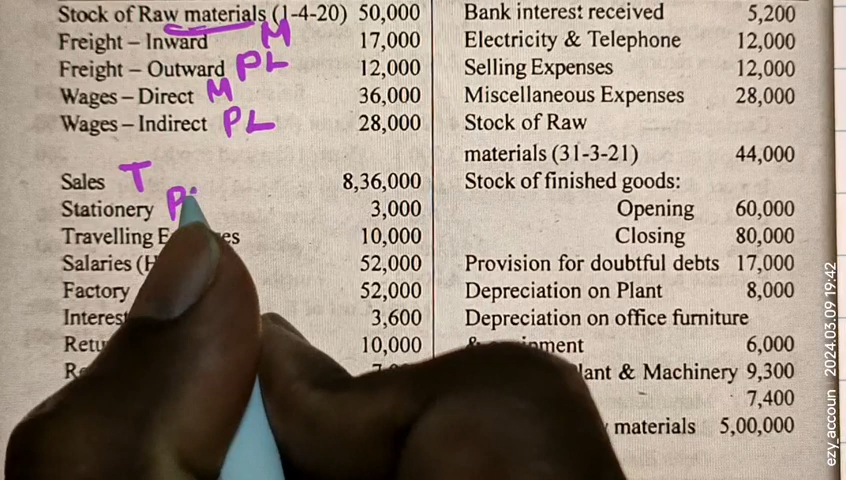 Stock of Raw materials (1-4-20) 50,000
Freight – Inward M 17,000
Freight – Outward PL 12,000
Wages – Direct M 36,000
Wages – Indirect PL 28,000
Sales T 8,36,000
Stationery P 3,000
Travelling 10,000
Salaries 52,000
Factory 52,000
Interest 3,600
10,000
Bank interest received 5,200
Electricity & Telephone 12,000
Selling Expenses 12,000
Miscellaneous Expenses 28,000
Stock of Raw
materials (31-3-21) 44,000
Stock of finished goods:
Opening 60,000
Closing 80,000
Provision for doubtful debts 17,000
Depreciation on Plant 8,000
Depreciation on office furniture
6,000
& Machinery 9,300
7,400
materials 5,00,000
ezy_accoun 2024.03.09 19:42